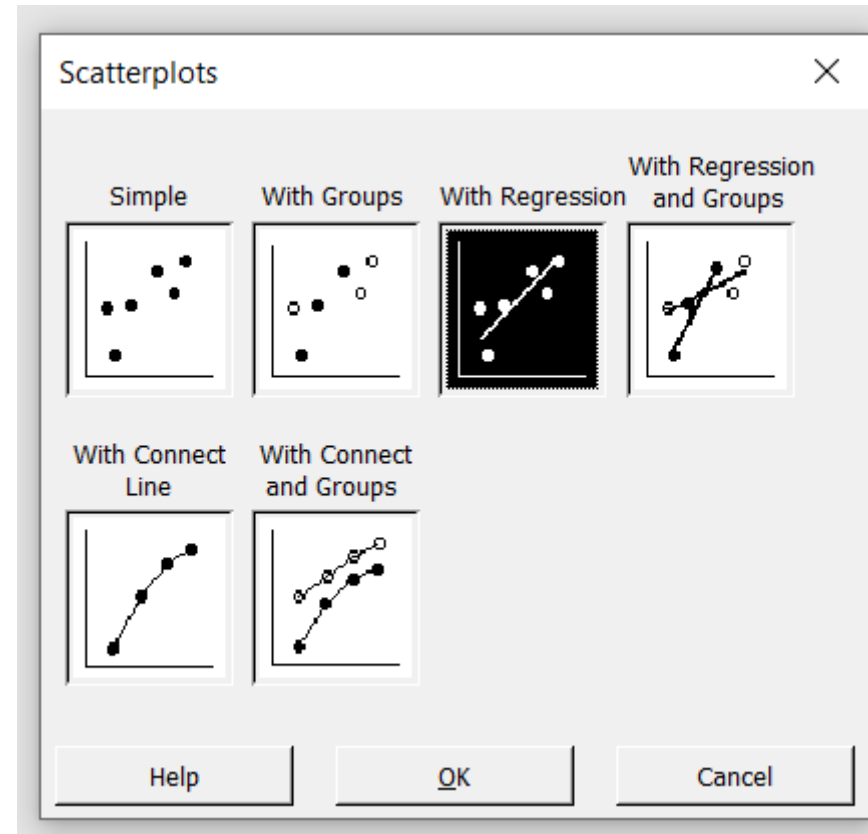 Scatterplots
Simple
With Groups
With Regression
With Regression
and Groups
With Connect
Line
With Connect
and Groups
Help
OK
Cancel